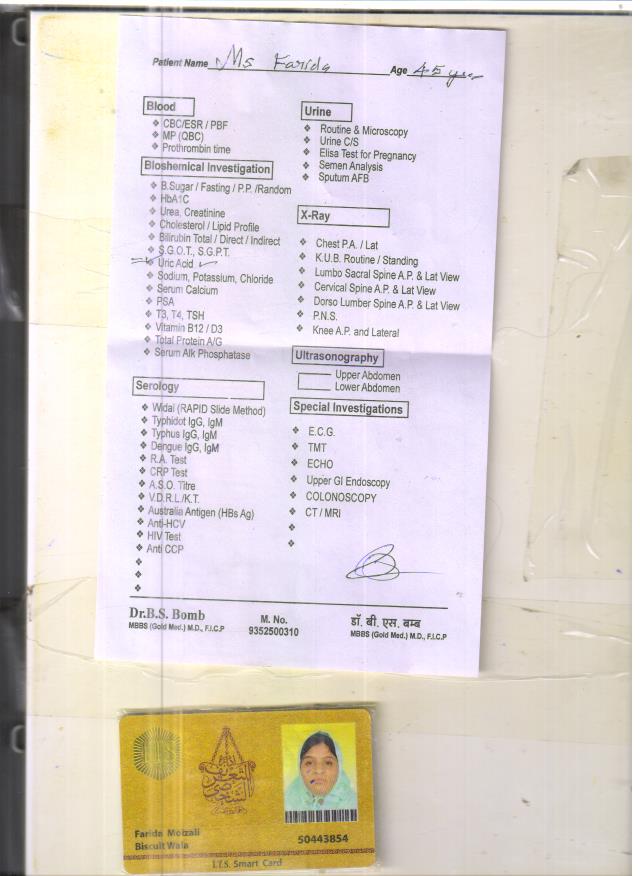 Patient Name Ms Farida Age 45 yrs
Blood
❖ CBC/ESR / PBF
❖ MP (QBC)
❖ Prothrombin time
Bioshemical Investigation
❖ B.Sugar / Fasting / P.P. /Random
❖ HbA1C
❖ Urea, Creatinine
❖ Cholesterol / Lipid Profile
❖ Bilirubin Total / Direct / Indirect
❖ S.G.O.T., S.G.P.T.
❖ Uric Acid ✓
❖ Sodium, Potassium, Chloride
❖ Serum Calcium
❖ PSA
❖ T3, T4, TSH
❖ Vitamin B12 / D3
❖ Total Protein A/G
❖ Serum Alk Phosphatase
Serology
❖ Widal (RAPID Slide Method)
❖ Typhidot IgG, IgM
❖ Typhus IgG, IgM
❖ Dengue IgG, IgM
❖ R.A. Test
❖ CRP Test
❖ A.S.O. Titre
❖ V.D.R.L./K.T.
❖ Australia Antigen (HBs Ag)
❖ Anti-HCV
❖ HIV Test
❖ Anti CCP
Urine
❖ Routine & Microscopy
❖ Urine C/S
❖ Elisa Test for Pregnancy
❖ Semen Analysis
❖ Sputum AFB
X-Ray
❖ Chest P.A. / Lat
❖ K.U.B. Routine / Standing
❖ Lumbo Sacral Spine A.P. & Lat View
❖ Cervical Spine A.P. & Lat View
❖ Dorso Lumber Spine A.P. & Lat View
❖ P.N.S.
❖ Knee A.P. and Lateral
Ultrasonography
Upper Abdomen
Lower Abdomen
Special Investigations
❖ E.C.G.
❖ TMT
❖ ECHO
❖ Upper GI Endoscopy
❖ COLONOSCOPY
❖ CT / MRI
Dr.B.S. Bomb
MBBS (Gold Med.) M.D., F.I.C.P
M. No.
9352500310
डॉ. बी. एस. बम्ब
MBBS (Gold Med.) M.D., F.I.C.P
Farida Moizali
Biscuit Wala
50443854
I.T.S. Smart Card